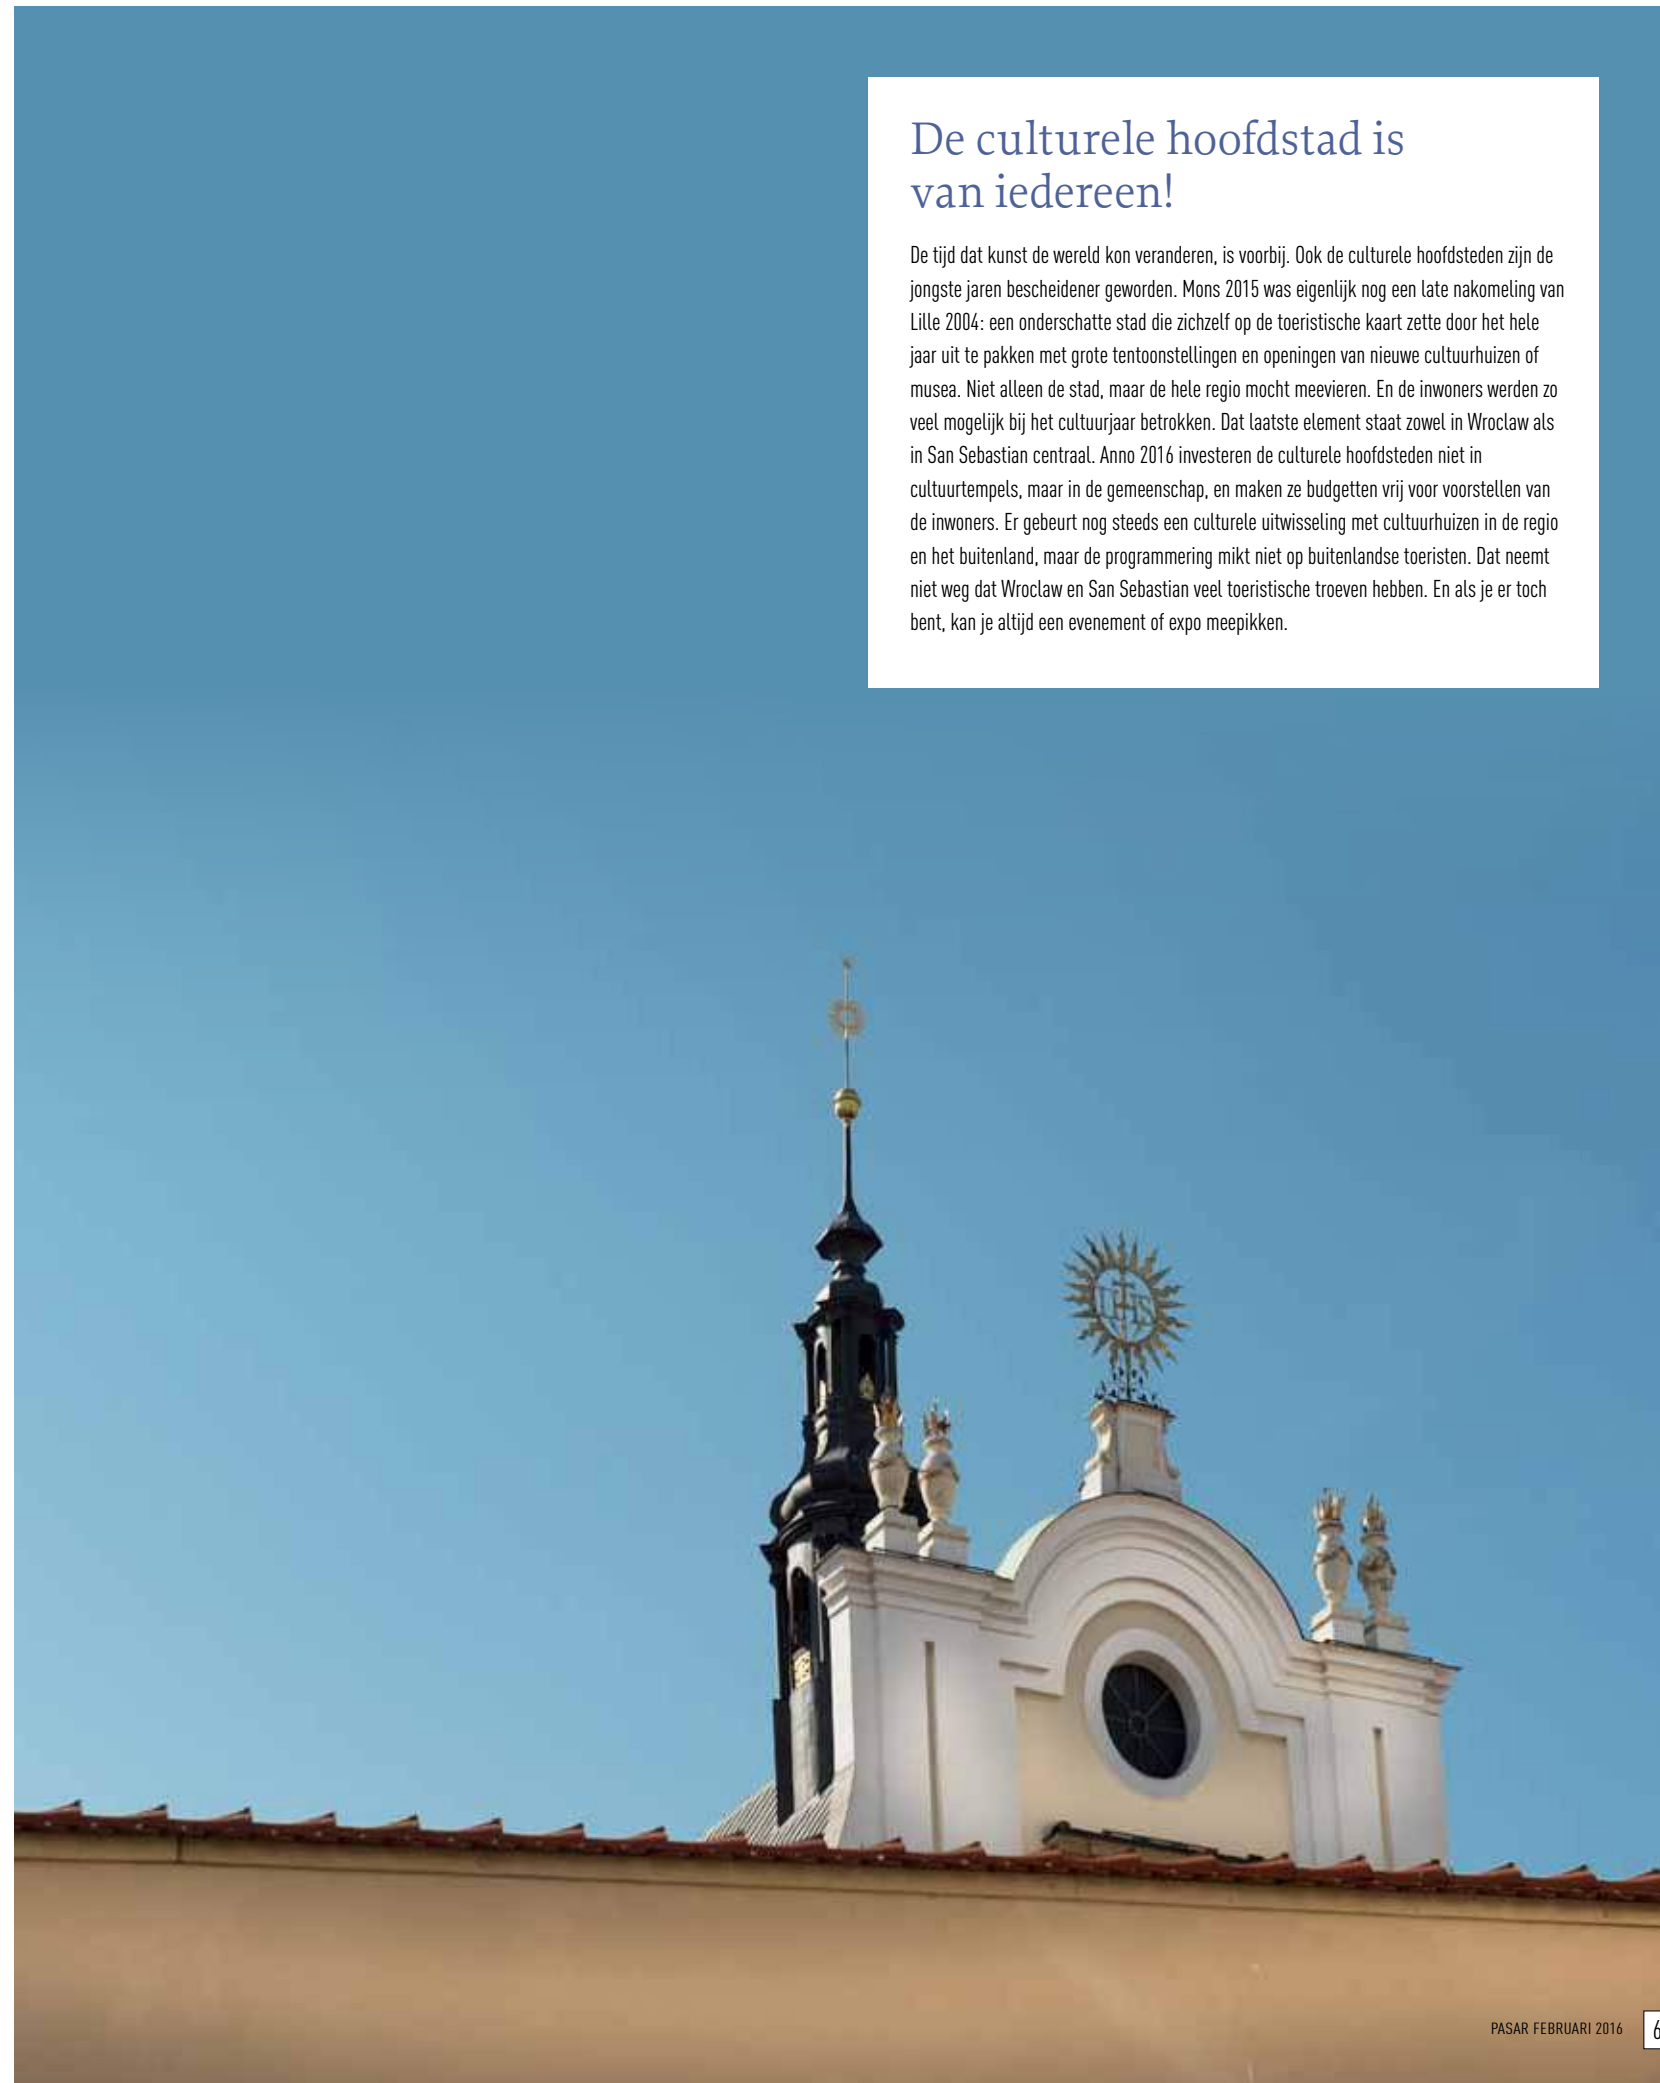 De culturele hoofdstad is
van iedereen!
De tijd dat kunst de wereld kon veranderen, is voorbij. Ook de culturele hoofdsteden zijn de
jongste jaren bescheidener geworden. Mons 2015 was eigenlijk nog een late nakomeling van
Lille 2004: een onderschatte stad die zichzelf op de toeristische kaart zette door het hele
jaar uit te pakken met grote tentoonstellingen en openingen van nieuwe cultuurhuizen of
musea. Niet alleen de stad, maar de hele regio mocht meevieren. En de inwoners werden zo
veel mogelijk bij het cultuurjaar betrokken. Dat laatste element staat zowel in Wroclaw als
in San Sebastian centraal. Anno 2016 investeren de culturele hoofdsteden niet in
cultuurtempels, maar in de gemeenschap, en maken ze budgetten vrij voor voorstellen van
de inwoners. Er gebeurt nog steeds een culturele uitwisseling met cultuurhuizen in de regio
en het buitenland, maar de programmering mikt niet op buitenlandse toeristen. Dat neemt
niet weg dat Wroclaw en San Sebastian veel toeristische troeven hebben. En als je er toch
bent, kan je altijd een evenement of expo meepikken.
IHS
PASAR FEBRUARI 2016